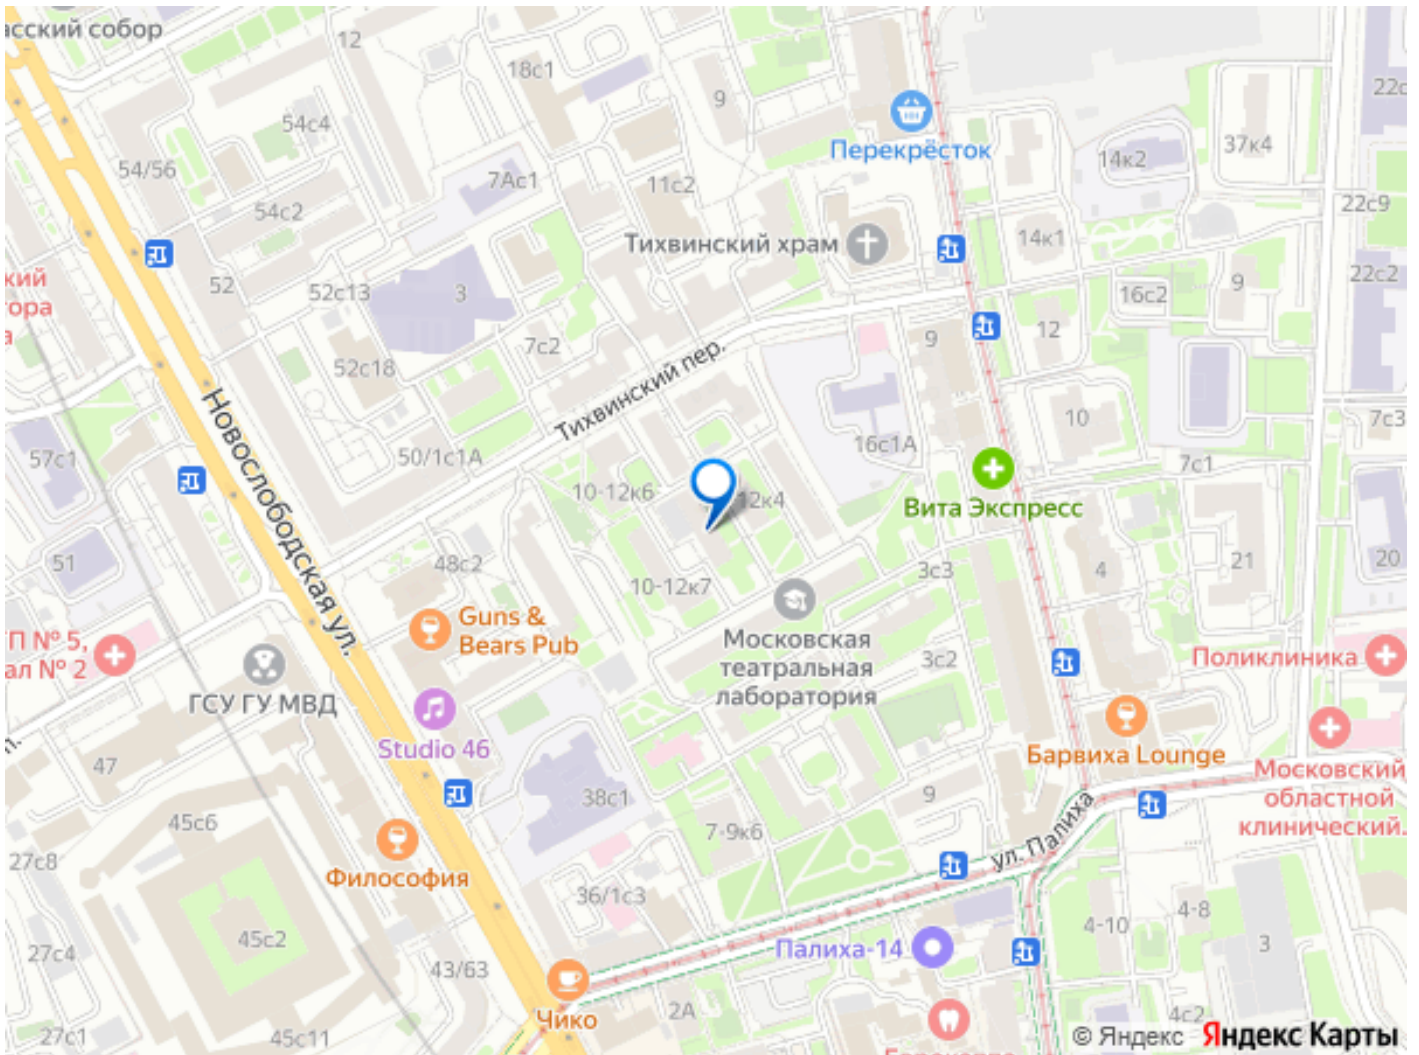 асский собор
12
18с1
9
22с
54с4
Перекрёсток
14к2
37к4
54/56
7Ас1
11с2
54с2
22с9
Тихвинский храм
14к1
кий
тора
а
52
52с13
3
16с2
9
22с2
7с2
12
9
52с18
Тихвинский пер.
Новослободская ул.
10
7с3
16с1А
57с1
50/1с1А
7с1
10-12к6
12к4
Вита Экспресс
51
48с2
10-12к7
3с3
4
21
20
Guns &
Bears Pub
Московская
театральная
лаборатория
3с2
Поликлиника
П № 5,
ал № 2
ГСУ ГУ МВД
Studio 46
Барвиха Lounge
Московский
областной
клинический.
47
38с1
9
45с6
7-9к6
ул. Палиха
27с8
Философия
36/1с3
45с2
4-10
4-8
Палиха-14
27с4
43/63
3
2А
Чико
4с2
27с1
45с11
© Яндекс Яндекс Карты